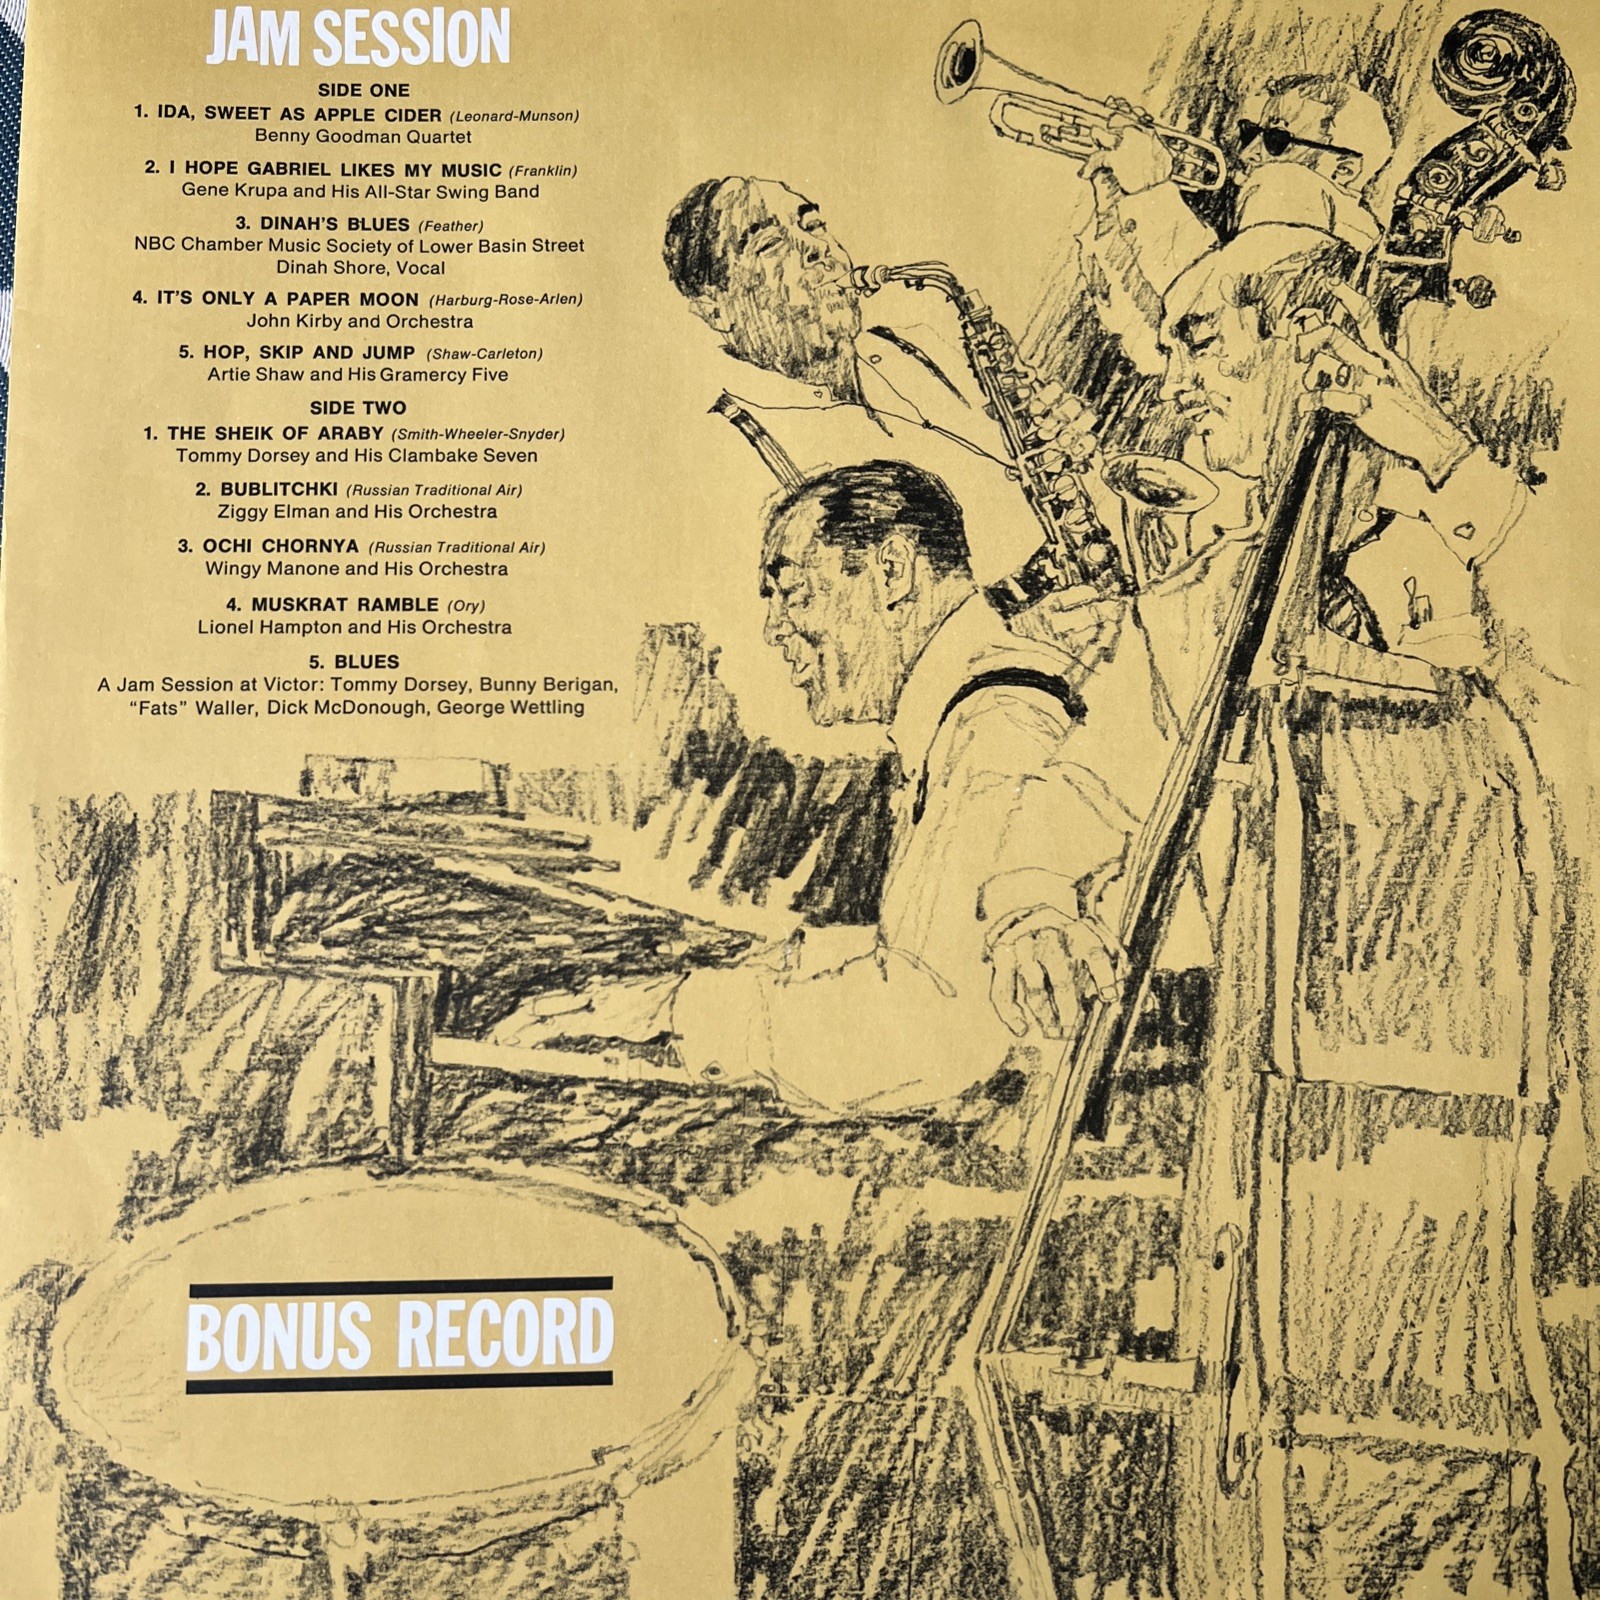 JAM SESSION
SIDE ONE
1. IDA, SWEET AS APPLE CIDER (Leonard-Munson)
Benny Goodman Quartet
2. I HOPE GABRIEL LIKES MY MUSIC (Franklin)
Gene Krupa and His All-Star Swing Band
3. DINAH'S BLUES (Feather)
NBC Chamber Music Society of Lower Basin Street
Dinah Shore, Vocal
4. IT'S ONLY A PAPER MOON (Harburg-Rose-Arlen)
John Kirby and Orchestra
5. HOP, SKIP AND JUMP (Shaw-Carleton)
Artie Shaw and His Gramercy Five
SIDE TWO
1. THE SHEIK OF ARABY (Smith-Wheeler-Snyder)
Tommy Dorsey and His Clambake Seven
2. BUBLITCHKI (Russian Traditional Air)
Ziggy Elman and His Orchestra
3. OCHI CHORNYA (Russian Traditional Air)
Wingy Manone and His Orchestra
4. MUSKRAT RAMBLE (Ory)
Lionel Hampton and His Orchestra
5. BLUES
A Jam Session at Victor: Tommy Dorsey, Bunny Berigan,
"Fats" Waller, Dick McDonough, George Wettling
BONUS RECORD